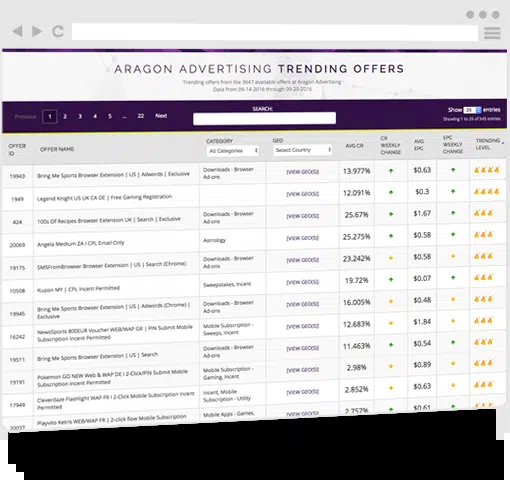 ARAGON ADVERTISING TRENDING OFFERS
Trending offers from the 3647 available offers at Aragon Advertising
Data from 09-14-2016 through 09-20-2016
Previous 1 2 3 4 5 ... 22 Next
SEARCH:
Show 25 entries
Showing 1 to 25 of 545 entries
OFFER ID OFFER NAME CATEGORY All Categories GEO Select Country AVG CR CR WEEKLY CHANGE AVG EPC EPC WEEKLY CHANGE TRENDING LEVEL
19943 Bring Me Sports Browser Extension | US | Adwords | Exclusive Downloads - Browser Add-ons [VIEW GEO(S)] 13.977% $0.63
1949 Legend Knight US UK CA DE | Free Gaming Registration [VIEW GEO(S)] 12.091% $0.3
424 100s Of Recipes Browser Extension UK | Search | Exclusive Downloads - Browser Add-ons [VIEW GEO(S)] 25.67% $1.67
20069 Angela Medium ZA I CPL Email Only Astrology [VIEW GEO(S)] 25.275% $0.58
19175 SMSFromBrowser Browser Extension | US | Search (Chrome) Downloads - Browser Add-ons [VIEW GEO(S)] 23.242% $0.58
10508 Kupon MY | CPL Incent Permitted Sweepstakes, Incent [VIEW GEO(S)] 19.72% $0.07
19945 Bring Me Sports Browser Extension | US | Adwords (Chrome) | Exclusive Downloads - Browser Add-ons [VIEW GEO(S)] 16.005% $0.48
16242 NewsSports 800EUR Voucher WEB/WAP GR | PIN Submit Mobile Subscription Incent Permitted Mobile Subscription - Sweeps, Incent [VIEW GEO(S)] 12.683% $1.84
19511 Bring Me Sports Browser Extension | US | Search Downloads - Browser Add-ons [VIEW GEO(S)] 11.463% $0.54
19191 Pokemon GO NEW Web & WAP DE I 2-Click/PIN Submit Mobile Subscription Incent Permitted Mobile Subscription - Gaming, Incent [VIEW GEO(S)] 2.98% $0.89
17949 CleverdAze Flashlight WAP FR I 2-Click Mobile Subscription Incent Permitted Incent, Mobile Subscription - Utility [VIEW GEO(S)] 2.852% $0.63
20037 Playvito Ketris WEB/WAP FR | 2-click flow Mobile Subscription Mobile Apps - Games, [VIEW GEO(S)] 2.757% $0.61